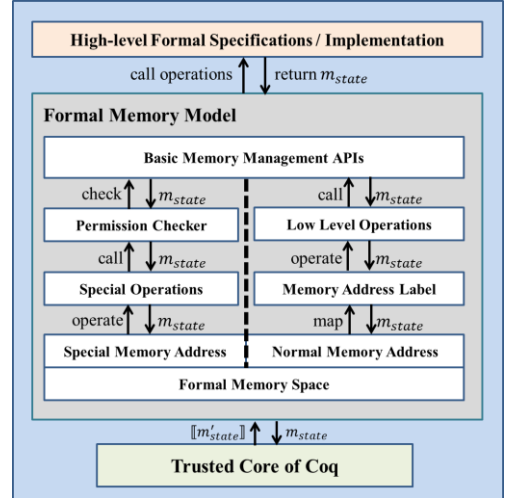 High-level Formal Specifications / Implementation
call operations return m_state
Formal Memory Model
Basic Memory Management APIs
check m_state call m_state
Permission Checker Low Level Operations
call m_state operate m_state
Special Operations Memory Address Label
operate m_state map m_state
Special Memory Address Normal Memory Address
Formal Memory Space
⟦m'_state⟧ m_state
Trusted Core of Coq